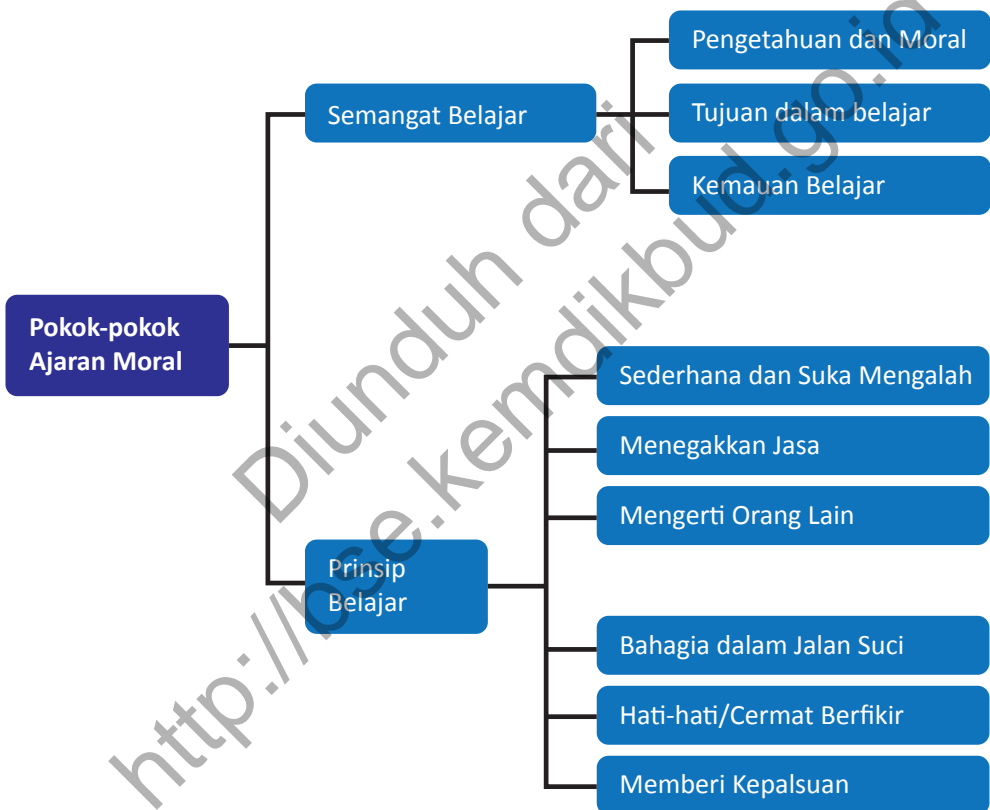 Pokok-pokok
Ajaran Moral
Semangat Belajar
Pengetahuan dan Moral
Tujuan dalam belajar
Kemauan Belajar
Prinsip
Belajar
Sederhana dan Suka Mengalah
Menegakkan Jasa
Mengerti Orang Lain
Bahagia dalam Jalan Suci
Hati-hati/Cermat Berfikir
Memberi Kepalsuan
Diunduh dari
http://bse.kemdikbud.go.id